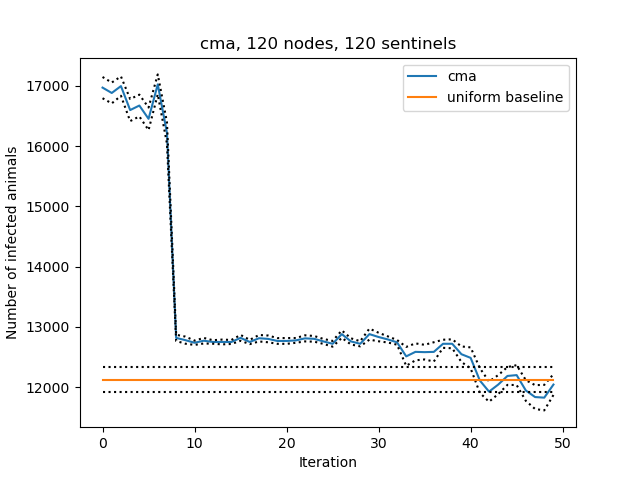 cma, 120 nodes, 120 sentinels
cma
uniform baseline
17000
16000
15000
14000
13000
12000
Number of infected animals
0 10 20 30 40 50
Iteration